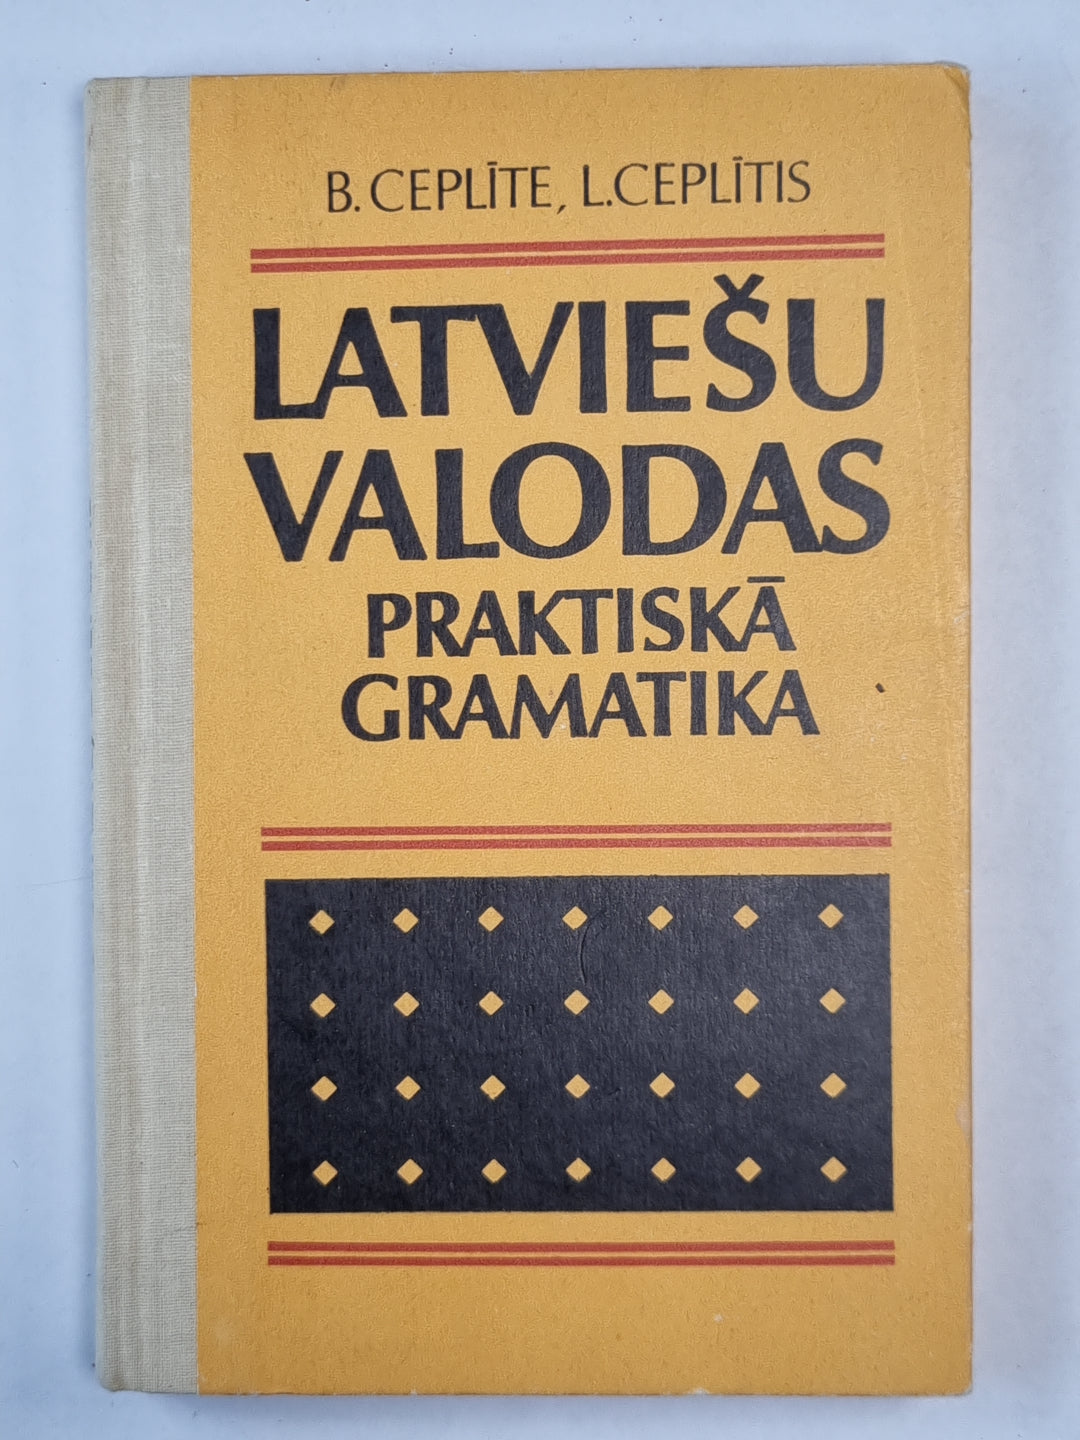 B. CEPLĪTE, L.CEPLĪTIS
LATVIEŠU
VALODAS
PRAKTISKĀ
GRAMATIKA